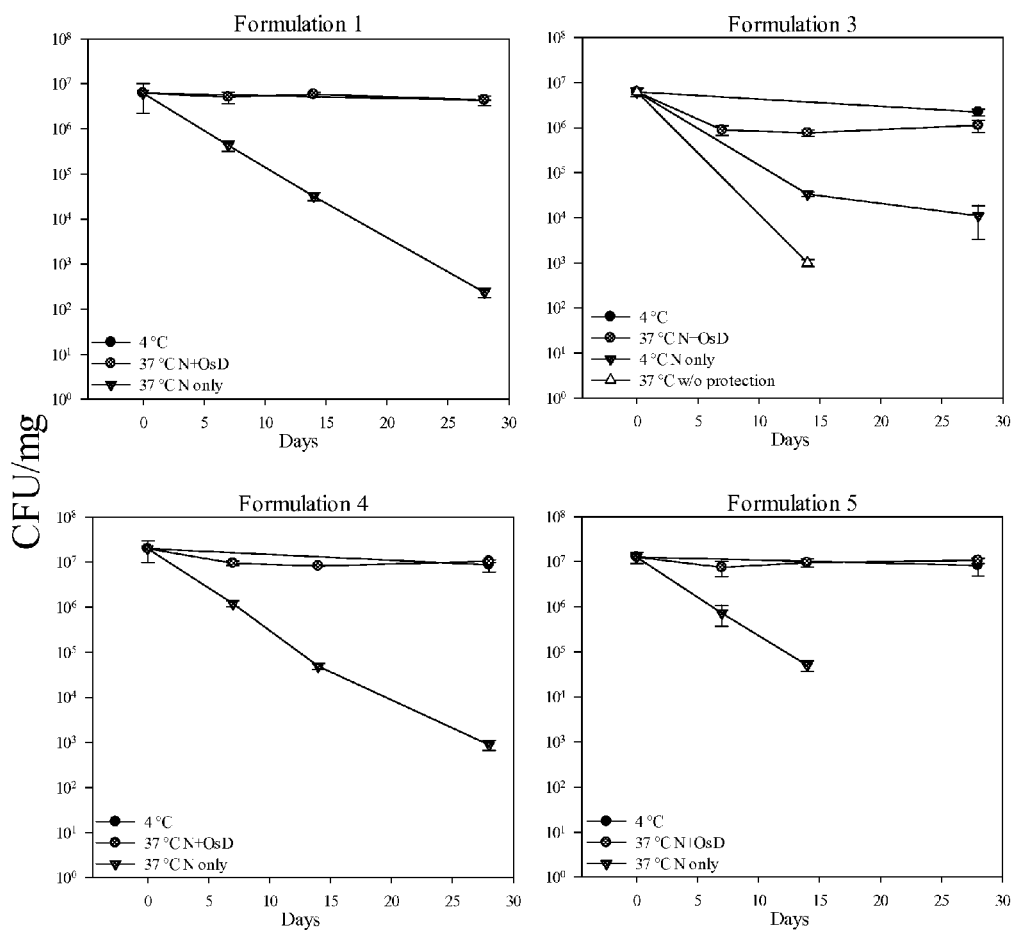 Formulation 1
10⁸
10⁷
10⁶
10⁵
10⁴
10³
10²
10¹
10⁰
4 °C
37 °C N+OsD
37 °C N only
0 5 10 15 20 25 30
Days
Formulation 3
10⁸
10⁷
10⁶
10⁵
10⁴
10³
10²
10¹
10⁰
4 °C
37 °C N–OsD
4 °C N only
37 °C w/o protection
0 5 10 15 20 25 30
Days
CFU/mg
Formulation 4
10⁸
10⁷
10⁶
10⁵
10⁴
10³
10²
10¹
10⁰
4 °C
37 °C N+OsD
37 °C N only
0 5 10 15 20 25 30
Days
Formulation 5
10⁸
10⁷
10⁶
10⁵
10⁴
10³
10²
10¹
10⁰
4 °C
37 °C N|OsD
37 °C N only
0 5 10 15 20 25 30
Days